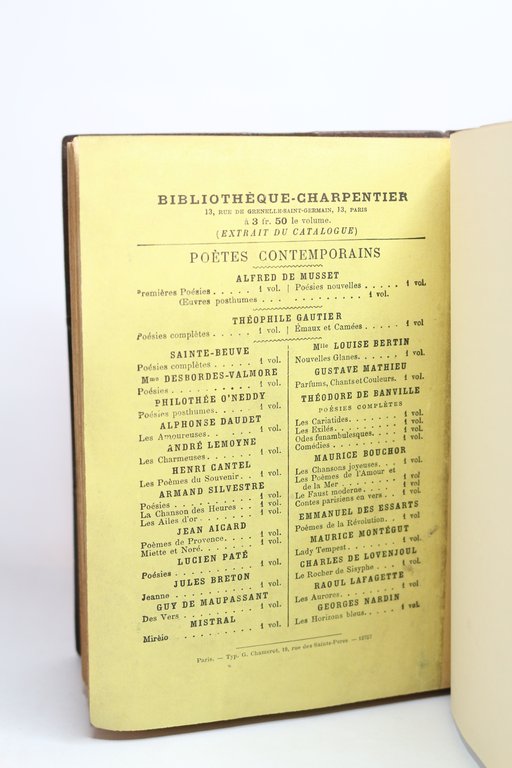 BIBLIOTHÈQUE-CHARPENTIER
13, RUE DE GRENELLE-SAINT-GERMAIN, 13, PARIS
à 3 fr. 50 le volume.
(EXTRAIT DU CATALOGUE)
POÈTES CONTEMPORAINS
ALFRED DE MUSSET
Premières Poésies. . . . . 1 vol. | Poésies nouvelles . . . . . 1 vol.
Œuvres posthumes . . . . . . . . . . . . . . . 1 vol.
THÉOPHILE GAUTIER
Poésies complètes . . . . . 1 vol. | Émaux et Camées. . . . . . 1 vol
SAINTE-BEUVE
Poésies complètes . . . . . 1 vol.
Mme DESBORDES-VALMORE
Poésies. . . . . . . . . . . 1 vol.
PHILOTHÉE O'NEDDY
Poésies posthumes. . . . . . 1 vol.
ALPHONSE DAUDET
Les Amoureuses. . . . . . . 1 vol.
ANDRÉ LEMOYNE
Les Charmeuses. . . . . . . 1 vol.
HENRI CANTEL
Les Poèmes du Souvenir. . . 1 vol.
ARMAND SILVESTRE
Poésies . . . . . . . . . . 1 vol.
La Chanson des Heures . . . 1 vol.
Les Ailes d'or. . . . . . . 1 vol.
JEAN AICARD
Poèmes de Provence. . . . . 1 vol.
Miette et Noré. . . . . . . 1 vol.
LUCIEN PATÉ
Poésies . . . . . . . . . . 1 vol.
JULES BRETON
Jeanne . . . . . . . . . . . 1 vol.
GUY DE MAUPASSANT
Des Vers . . . . . . . . . . 1 vol.
MISTRAL
Mirèio . . . . . . . . . . . 1 vol.
Mlle LOUISE BERTIN
Nouvelles Glanes. . . . . . 1 vol.
GUSTAVE MATHIEU
Parfums, Chants et Couleurs. 1 vol.
THÉODORE DE BANVILLE
POÉSIES COMPLÈTES
Les Cariatides. . . . . . . 1 vol.
Les Exilés. . . . . . . . . 1 vol.
Odes funambulesques. . . . . 1 vol.
Comédies. . . . . . . . . . 1 vol.
MAURICE BOUCHOR
Les Chansons joyeuses. . . . 1 vol.
Les Poèmes de l'Amour et
de la Mer . . . . . . . . . 1 vol
Le Faust moderne. . . . . . 1 vol.
Contes parisiens en vers . . 1 vol.
EMMANUEL DES ESSARTS
Poèmes de la Révolution. . . 1 vol
MAURICE MONTÉGUT
Lady Tempest. . . . . . . . 1 vol.
CHARLES DE LOVENJOUL
Le Rocher de Sisyphe . . . . 1 vol.
RAOUL LAFAGETTE
Les Aurores. . . . . . . . . 1 vol.
GEORGES NARDIN
Les Horizons bleus. . . . . 1 vol.
Paris. — Typ. G. Chamerot, 19, rue des Saints-Pères —